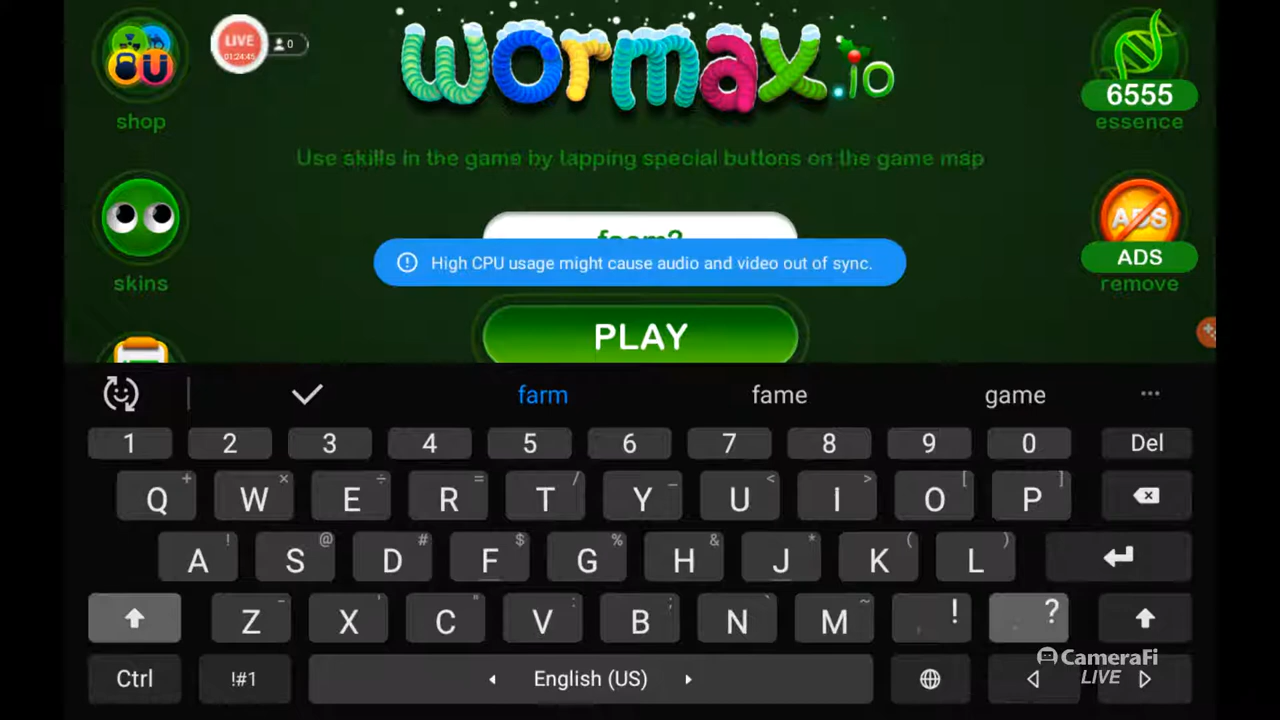 LIVE
01:24:45
0
wormax.io
shop
6555
essence
Use skills in the game by tapping special buttons on the game map
ADS
High CPU usage might cause audio and video out of sync.
ADS
skins
remove
PLAY
farm
fame
game
1 2 3 4 5 6 7 8 9 0 Del
Q W E R T Y U I O P
+ × ÷ = / _ < > [ ]
A S D F G H J K L
! @ # $ % & * ( )
Z X C V B N M ! ?
- ' " : ; ` ~
CameraFi
LIVE
Ctrl !#1 English (US)